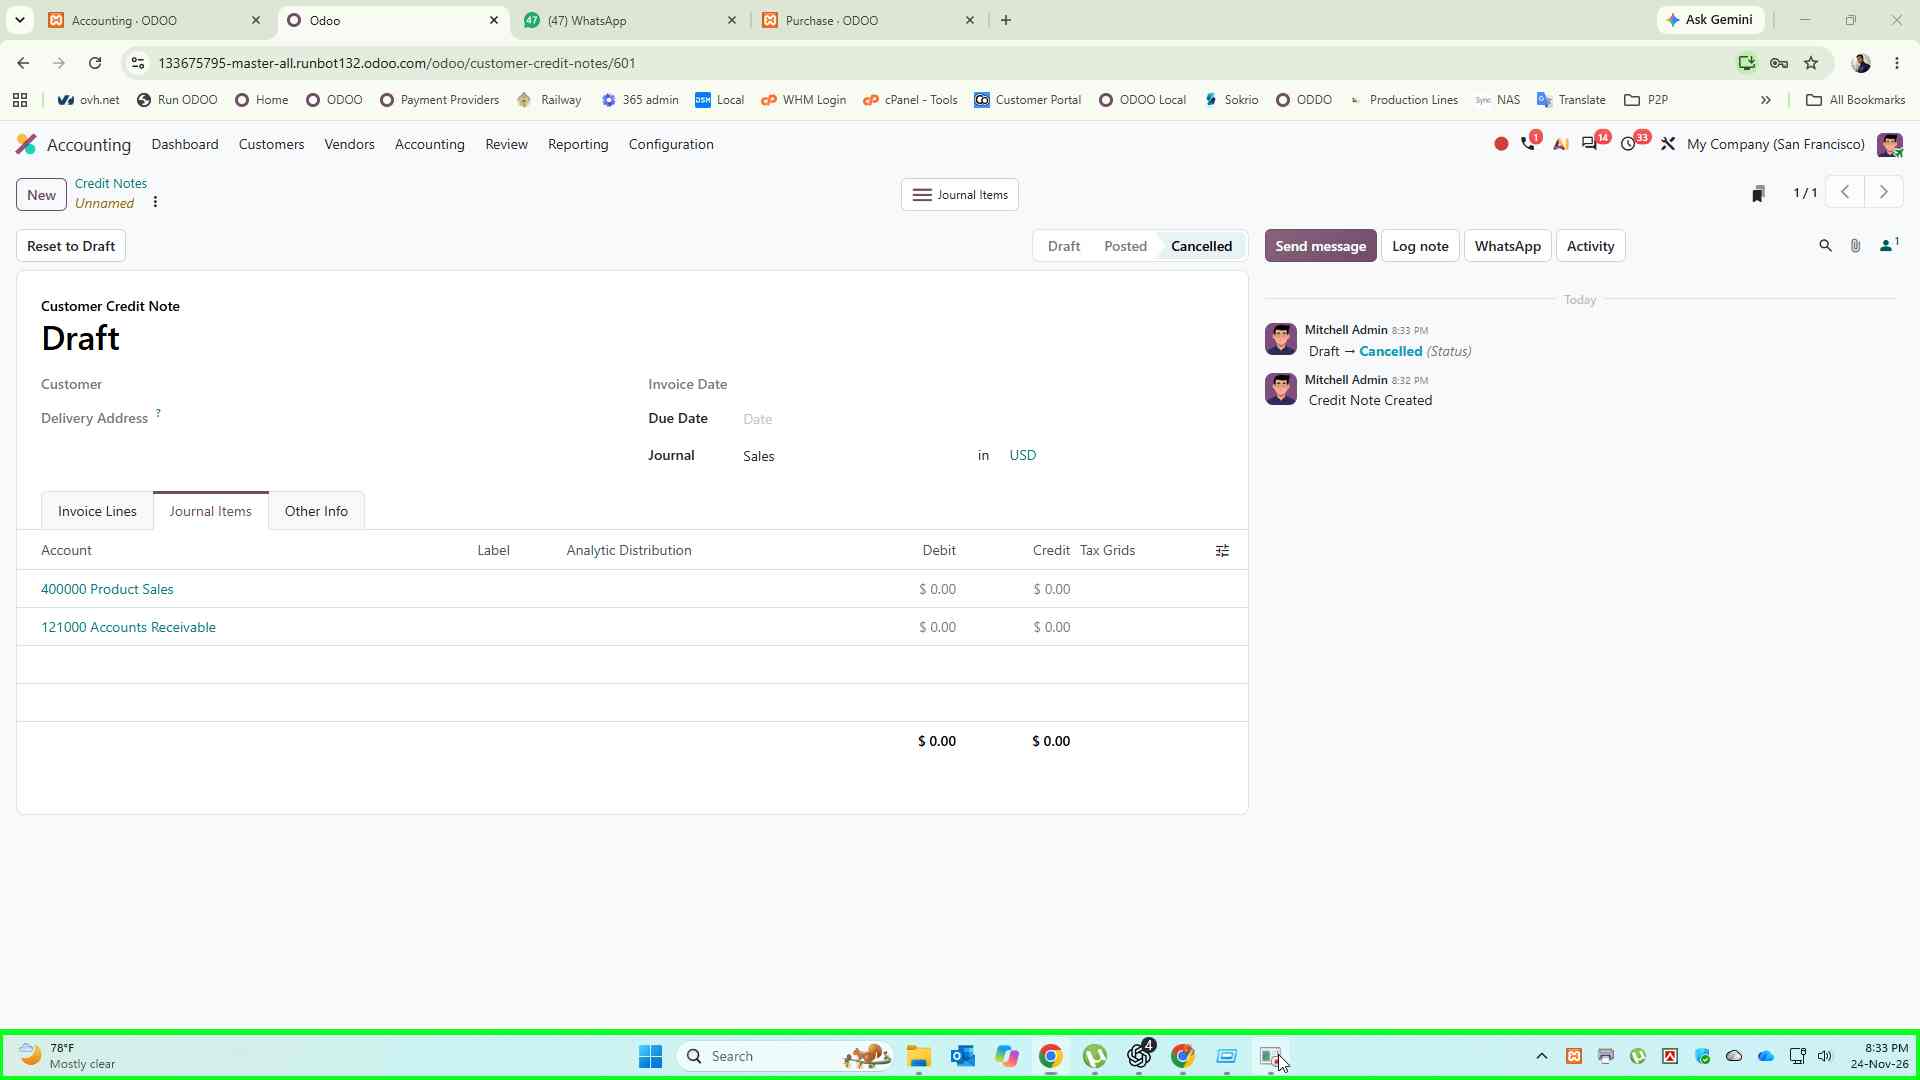 Accounting · ODOO
Odoo
(47) WhatsApp
Purchase · ODOO
Ask Gemini
133675795-master-all.runbot132.odoo.com/odoo/customer-credit-notes/601
ovh.net
Run ODOO
Home
ODOO
Payment Providers
Railway
365 admin
DSM Local
WHM Login
cPanel - Tools
Customer Portal
ODOO Local
Sokrio
ODDO
Production Lines
Sync NAS
Translate
P2P
All Bookmarks
Accounting
Dashboard
Customers
Vendors
Accounting
Review
Reporting
Configuration
1
14
33
My Company (San Francisco)
New
Credit Notes
Unnamed
Journal Items
1 / 1
Reset to Draft
Draft
Posted
Cancelled
Send message
Log note
WhatsApp
Activity
1
Customer Credit Note
Draft
Customer
Delivery Address ?
Invoice Date
Due Date
Date
Journal
Sales
in
USD
Today
Mitchell Admin 8:33 PM
Draft → Cancelled (Status)
Mitchell Admin 8:32 PM
Credit Note Created
Invoice Lines
Journal Items
Other Info
Account Label Analytic Distribution Debit Credit Tax Grids
400000 Product Sales $ 0.00 $ 0.00
121000 Accounts Receivable $ 0.00 $ 0.00
$ 0.00 $ 0.00
78°F
Mostly clear
Search
4
8:33 PM
24-Nov-26